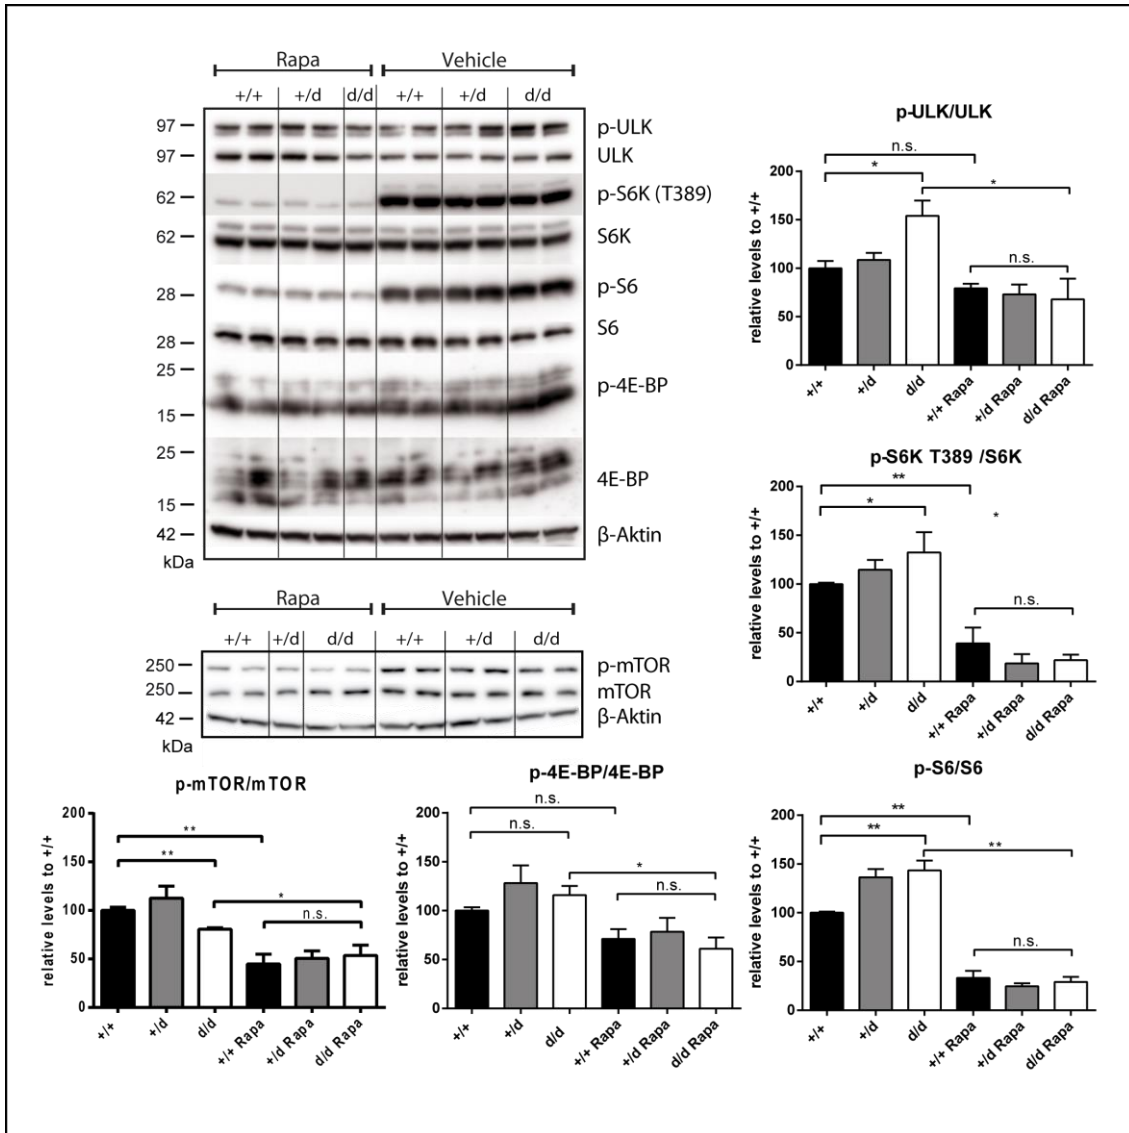 Rapa Vehicle
+/+ +/d d/d +/+ +/d d/d
97 p-ULK
97 ULK
62 p-S6K (T389)
62 S6K
28 p-S6
28 S6
25
p-4E-BP
15
25
4E-BP
15
42 β-Aktin
kDa
Rapa Vehicle
+/+ +/d d/d +/+ +/d d/d
250 p-mTOR
250 mTOR
42 β-Aktin
kDa
p-ULK/ULK
relative levels to +/+
200
150
100
50
0
n.s.
*
*
n.s.
+/+ +/d d/d +/+ Rapa +/d Rapa d/d Rapa
p-S6K T389 /S6K
relative levels to +/+
200
150
100
50
0
**
*
*
n.s.
+/+ +/d d/d +/+ Rapa +/d Rapa d/d Rapa
p-mTOR/mTOR
relative levels to +/+
200
150
100
50
0
**
**
*
n.s.
+/+ +/d d/d +/+ Rapa +/d Rapa d/d Rapa
p-4E-BP/4E-BP
relative levels to +/+
200
150
100
50
0
n.s.
n.s.
*
n.s.
+/+ +/d d/d +/+ Rapa +/d Rapa d/d Rapa
p-S6/S6
relative levels to +/+
200
150
100
50
0
**
**
**
n.s.
+/+ +/d d/d +/+ Rapa +/d Rapa d/d Rapa